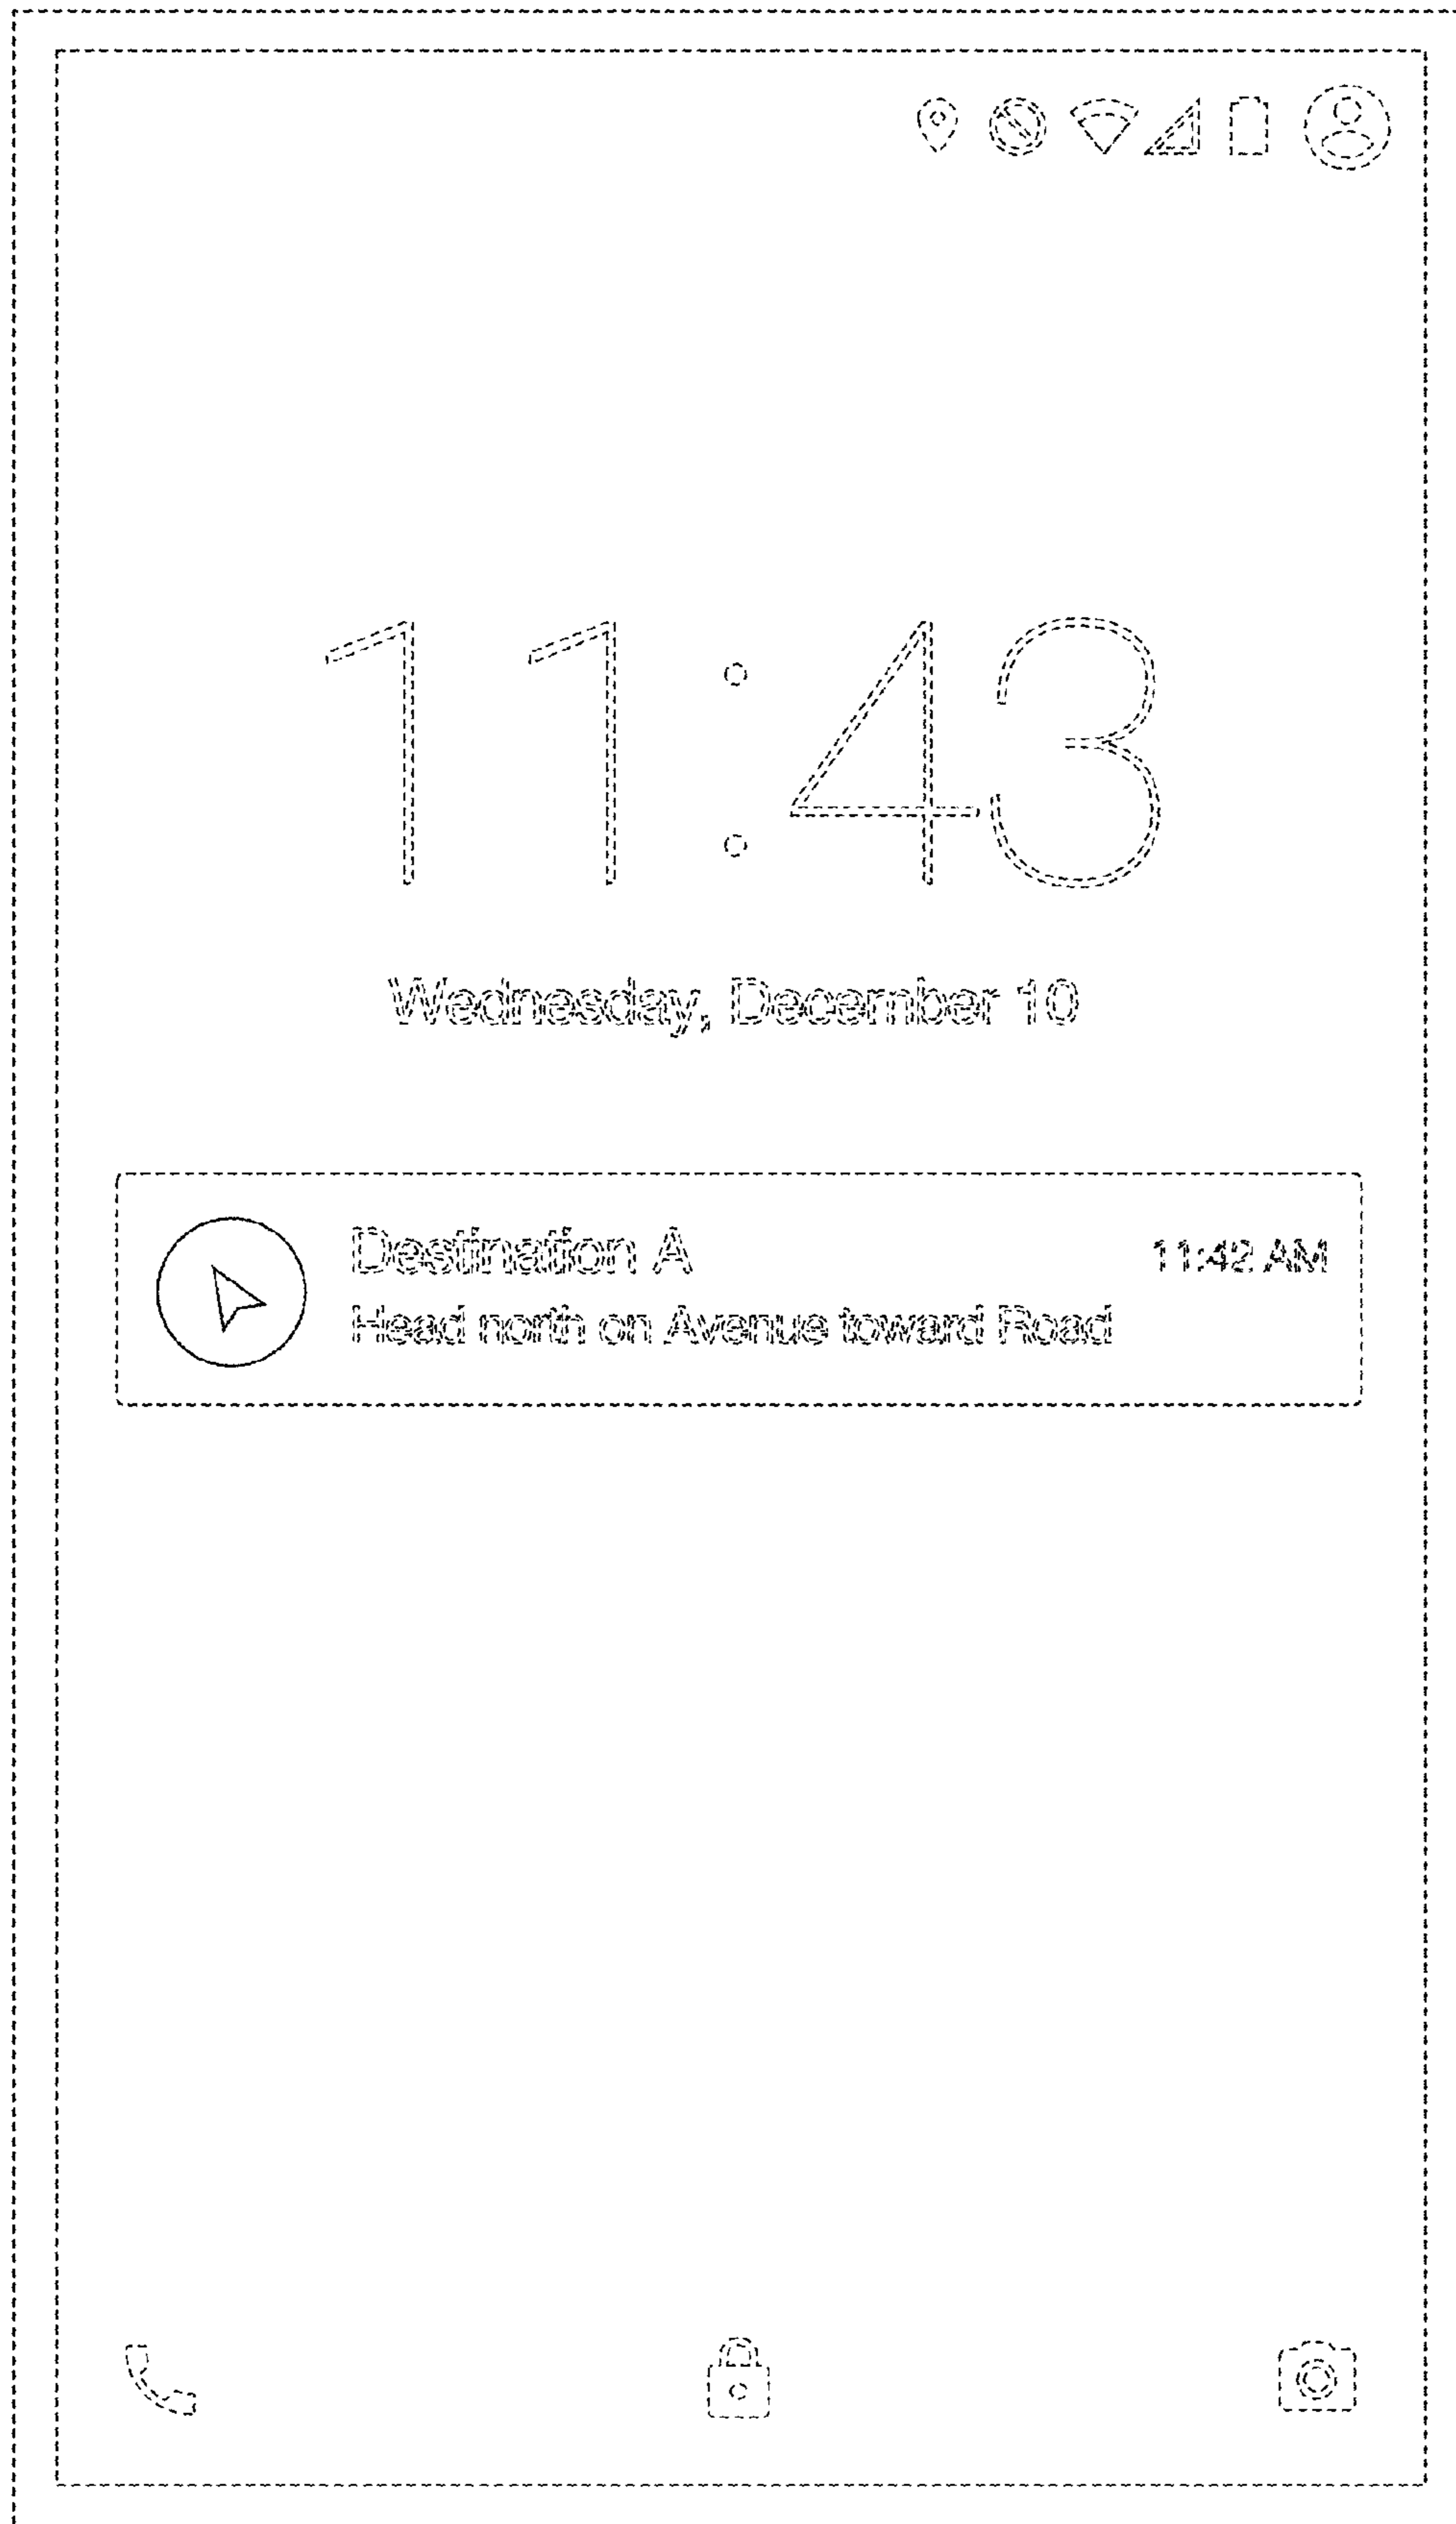 11:43
Wednesday, December 10
Destination A
11:42 AM
Head north on Avenue toward Road